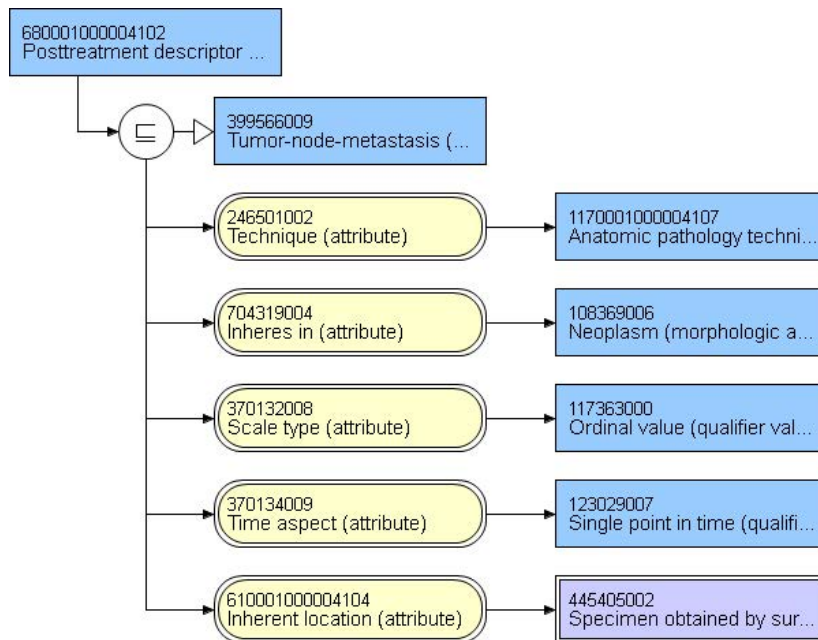 680001000004102
Posttreatment descriptor ...
⊑
399566009
Tumor-node-metastasis (...
246501002
Technique (attribute)
1170001000004107
Anatomic pathology techni...
704319004
Inheres in (attribute)
108369006
Neoplasm (morphologic a...
370132008
Scale type (attribute)
117363000
Ordinal value (qualifier val...
370134009
Time aspect (attribute)
123029007
Single point in time (qualifi...
610001000004104
Inherent location (attribute)
445405002
Specimen obtained by sur...